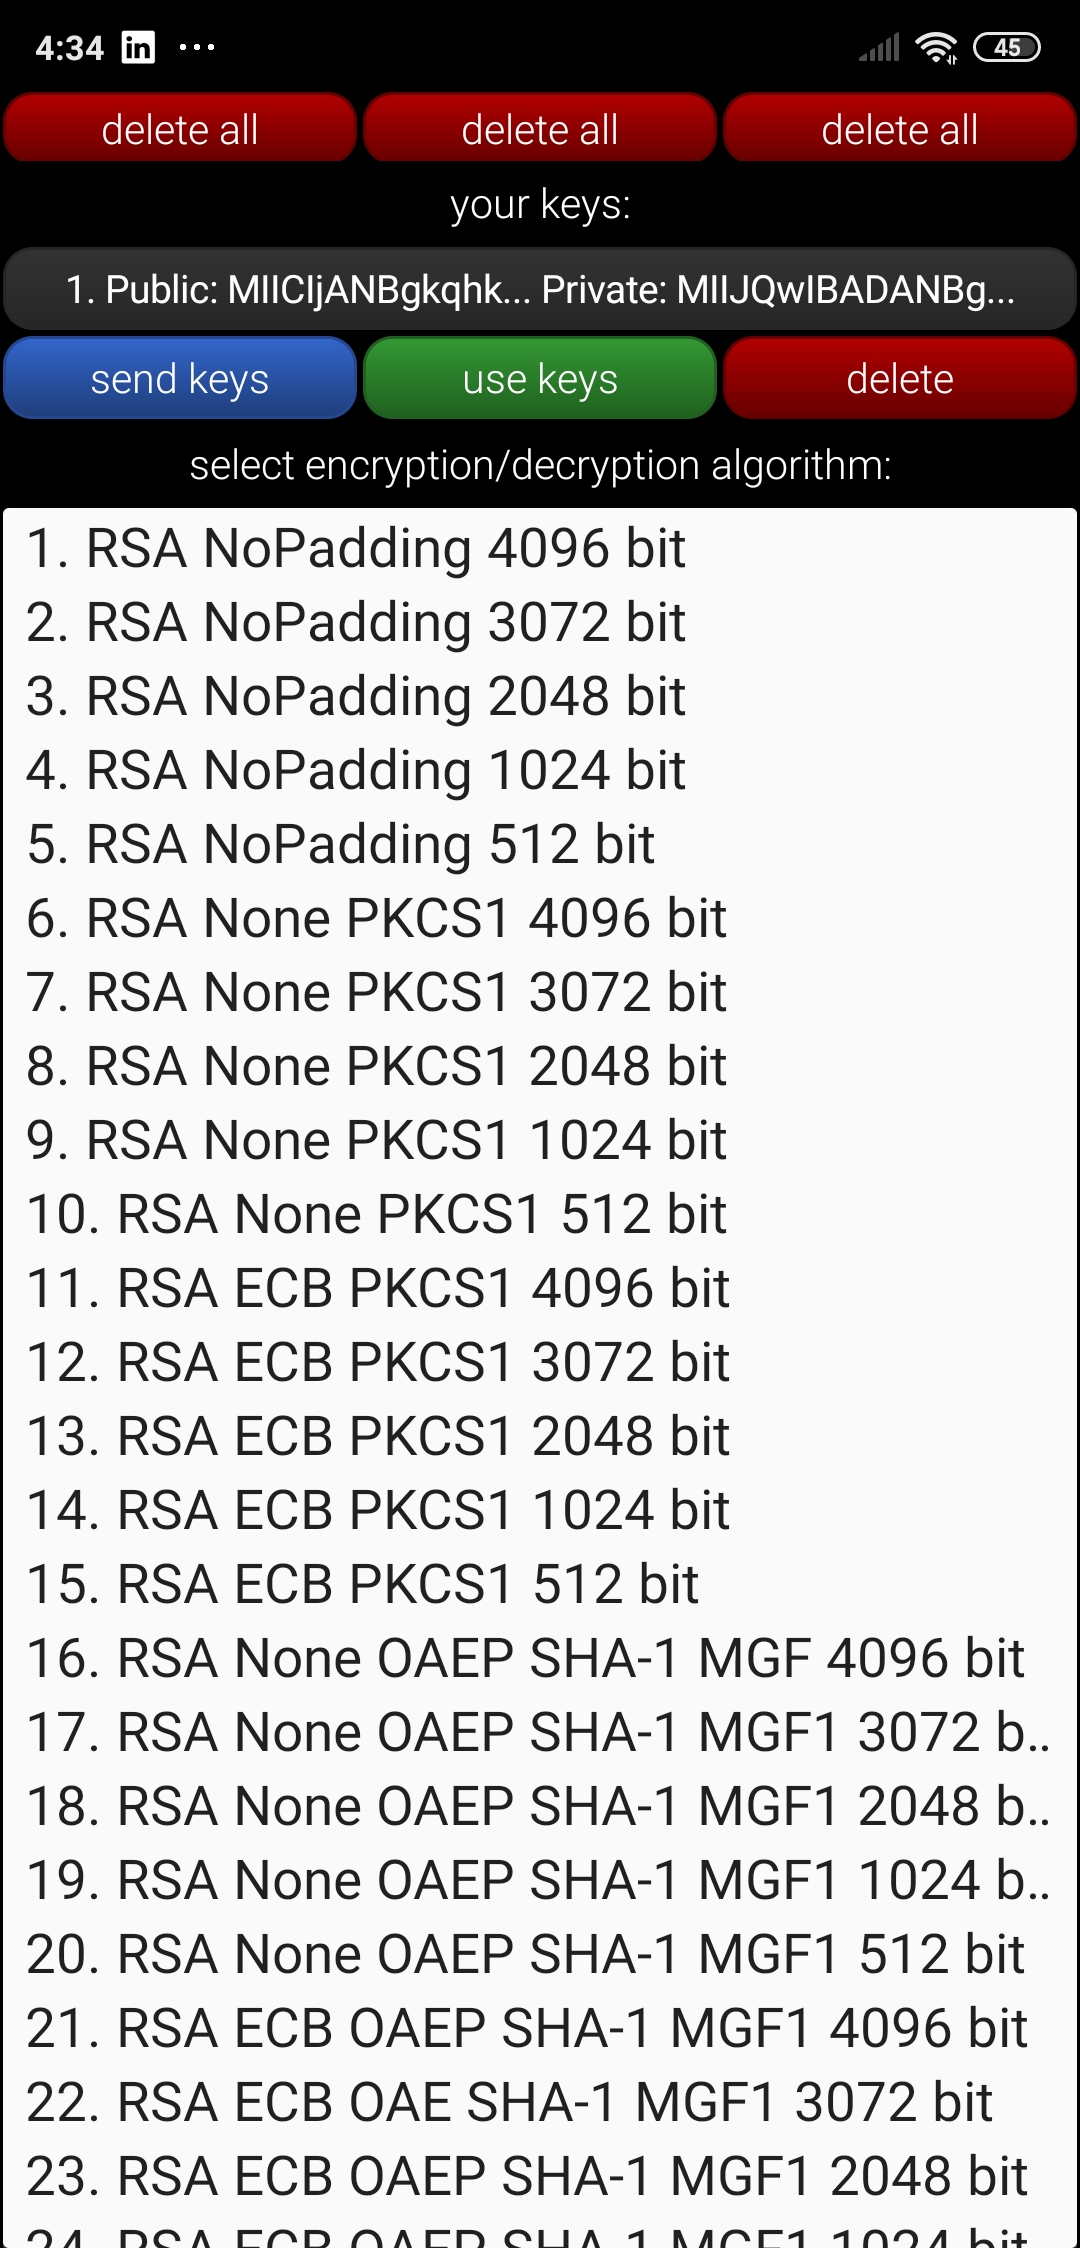 4:34 in ... 45
delete all delete all delete all
your keys:
1. Public: MIICIjANBgkqhk... Private: MIIJQwIBADANBg...
send keys use keys delete
select encryption/decryption algorithm:
1. RSA NoPadding 4096 bit
2. RSA NoPadding 3072 bit
3. RSA NoPadding 2048 bit
4. RSA NoPadding 1024 bit
5. RSA NoPadding 512 bit
6. RSA None PKCS1 4096 bit
7. RSA None PKCS1 3072 bit
8. RSA None PKCS1 2048 bit
9. RSA None PKCS1 1024 bit
10. RSA None PKCS1 512 bit
11. RSA ECB PKCS1 4096 bit
12. RSA ECB PKCS1 3072 bit
13. RSA ECB PKCS1 2048 bit
14. RSA ECB PKCS1 1024 bit
15. RSA ECB PKCS1 512 bit
16. RSA None OAEP SHA-1 MGF 4096 bit
17. RSA None OAEP SHA-1 MGF1 3072 b..
18. RSA None OAEP SHA-1 MGF1 2048 b..
19. RSA None OAEP SHA-1 MGF1 1024 b..
20. RSA None OAEP SHA-1 MGF1 512 bit
21. RSA ECB OAEP SHA-1 MGF1 4096 bit
22. RSA ECB OAE SHA-1 MGF1 3072 bit
23. RSA ECB OAEP SHA-1 MGF1 2048 bit
24. RSA ECB OAEP SHA-1 MGF1 1024 bit